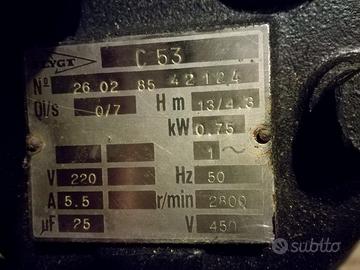 C 53
Nº 26 02 85 42124
Ql/s 0/7 H m 13/4.3
kW 0.75
1 ~
V 220 Hz 50
A 5.5 r/min 2800
µF 25 V 450
subito